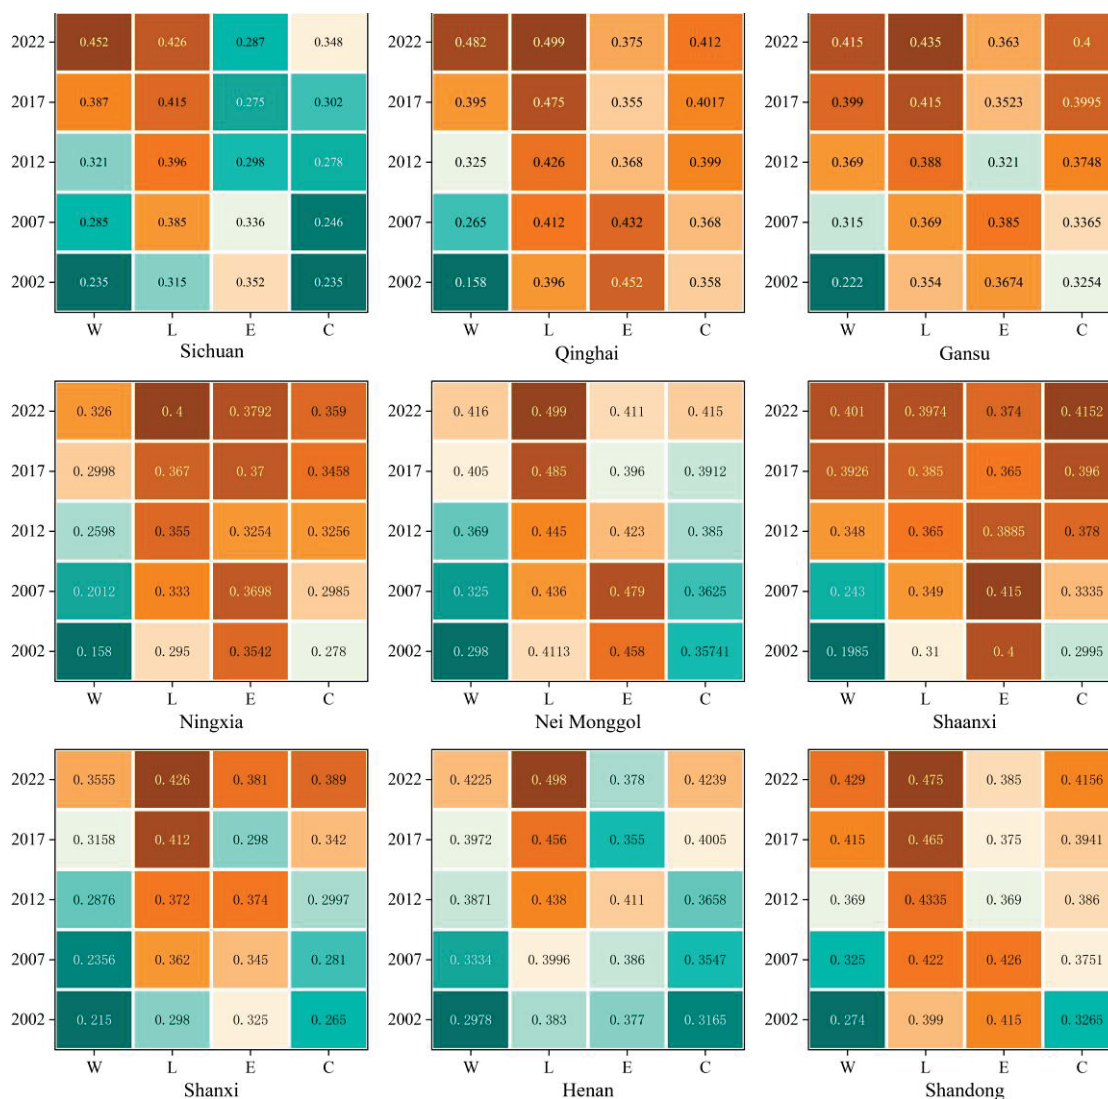 2022 0.452 0.426 0.287 0.348
2017 0.387 0.415 0.275 0.302
2012 0.321 0.396 0.298 0.278
2007 0.285 0.385 0.336 0.246
2002 0.235 0.315 0.352 0.235
W L E C
Sichuan
0.482 0.499 0.375 0.412
2022
0.395 0.475 0.355 0.4017
2017
0.325 0.426 0.368 0.399
2012
0.265 0.412 0.432 0.368
2007
0.158 0.396 0.452 0.358
2002
W L E C
Qinghai
2022 0.415 0.435 0.363 0.4
2017 0.399 0.415 0.3523 0.3995
2012 0.369 0.388 0.321 0.3748
2007 0.315 0.369 0.385 0.3365
2002 0.222 0.354 0.3674 0.3254
W L E C
Gansu
2022 0.326 0.4 0.3792 0.359
2017 0.2998 0.367 0.37 0.3458
2012 0.2598 0.355 0.3254 0.3256
2007 0.2012 0.333 0.3698 0.2985
2002 0.158 0.295 0.3542 0.278
W L E C
Ningxia
2022 0.416 0.499 0.411 0.415
2017 0.405 0.485 0.396 0.3912
2012 0.369 0.445 0.423 0.385
2007 0.325 0.436 0.479 0.3625
2002 0.298 0.4113 0.458 0.35741
W L E C
Nei Monggol
2022 0.401 0.3974 0.374 0.4152
2017 0.3926 0.385 0.365 0.396
2012 0.348 0.365 0.3885 0.378
2007 0.243 0.349 0.415 0.3335
2002 0.1985 0.31 0.4 0.2995
W L E C
Shaanxi
2022 0.3555 0.426 0.381 0.389
2017 0.3158 0.412 0.298 0.342
2012 0.2876 0.372 0.374 0.2997
2007 0.2356 0.362 0.345 0.281
2002 0.215 0.298 0.325 0.265
W L E C
Shanxi
2022 0.4225 0.498 0.378 0.4239
2017 0.3972 0.456 0.355 0.4005
2012 0.3871 0.438 0.411 0.3658
2007 0.3334 0.3996 0.386 0.3547
2002 0.2978 0.383 0.377 0.3165
W L E C
Henan
2022 0.429 0.475 0.385 0.4156
2017 0.415 0.465 0.375 0.3941
2012 0.369 0.4335 0.369 0.386
2007 0.325 0.422 0.426 0.3751
2002 0.274 0.399 0.415 0.3265
W L E C
Shandong